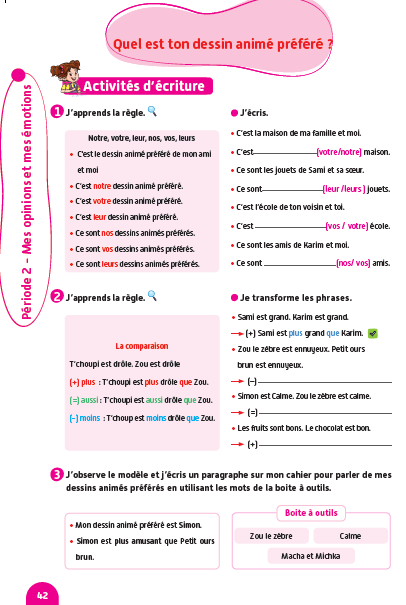 Quel est ton dessin animé préféré ?
Période 2 - Mes opinions et mes émotions
Activités d'écriture
1 J'apprends la règle.
Notre, votre, leur, nos, vos, leurs
• C'est le dessin animé préféré de mon ami
et moi
• C'est notre dessin animé préféré.
• C'est votre dessin animé préféré.
• C'est leur dessin animé préféré.
• Ce sont nos dessins animés préférés.
• Ce sont vos dessins animés préférés.
• Ce sont leurs dessins animés préférés.
J'écris.
• C'est la maison de ma famille et moi.
• C'est (votre/notre) maison.
• Ce sont les jouets de Sami et sa sœur.
• Ce sont (leur /leurs ) jouets.
• C'est l'école de ton voisin et toi.
• C'est (vos / votre) école.
• Ce sont les amis de Karim et moi.
• Ce sont (nos/ vos) amis.
2 J'apprends la règle.
La comparaison
T'choupi est drôle. Zou est drôle
(+) plus : T'choupi est plus drôle que Zou.
(=) aussi : T'choupi est aussi drôle que Zou.
(–) moins : T'choup est moins drôle que Zou.
Je transforme les phrases.
• Sami est grand. Karim est grand.
(+) Sami est plus grand que Karim.
• Zou le zébre est ennuyeux. Petit ours
brun est ennuyeux.
(–)
• Simon est Calme. Zou le zèbre est calme.
(=)
• Les fruits sont bons. Le chocolat est bon.
(+)
3 J'observe le modèle et j'écris un paragraphe sur mon cahier pour parler de mes
dessins animés préférés en utilisant les mots de la boite à outils.
• Mon dessin animé préféré est Simon.
• Simon est plus amusant que Petit ours
brun.
Boite à outils
Zou le zèbre
Calme
Macha et Michka
42